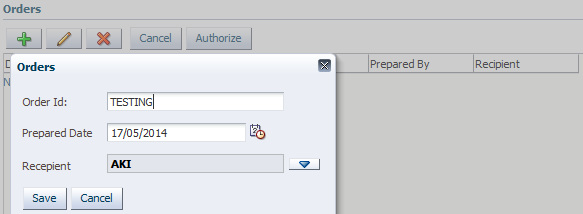 Orders
Cancel Authorize
Prepared By Recipient
Orders
Order Id: TESTING
Prepared Date 17/05/2014
Recepient AKI
Save Cancel